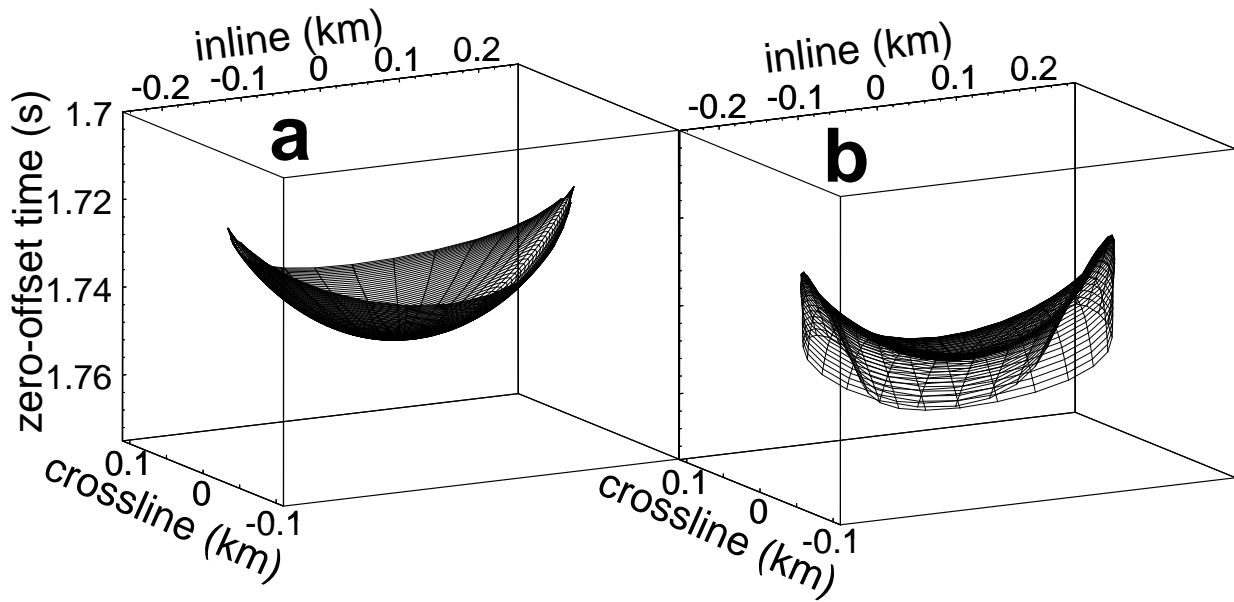 inline (km)
-0.2 -0.1 0 0.1 0.2
a
zero-offset time (s)
1.7
1.72
1.74
1.76
0.1 0 -0.1
crossline (km)
inline (km)
-0.2 -0.1 0 0.1 0.2
b
0.1 0 -0.1
crossline (km)